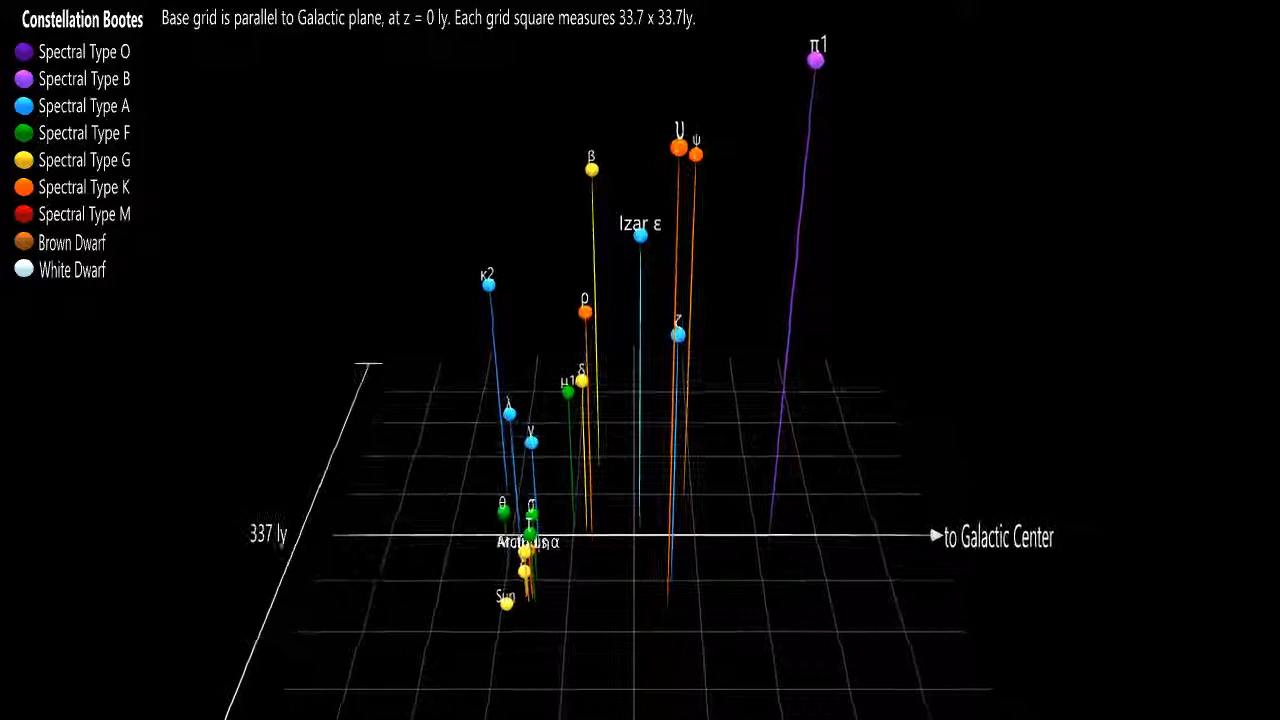 Constellation Bootes
Base grid is parallel to Galactic plane, at z = 0 ly. Each grid square measures 33.7 x 33.7ly.
Spectral Type O
Spectral Type B
Spectral Type A
Spectral Type F
Spectral Type G
Spectral Type K
Spectral Type M
Brown Dwarf
White Dwarf
π1
υ
ψ
β
Izar ε
κ2
ρ
ζ
δ
μ1
λ
γ
θ
σ
α
Sun
337 ly
to Galactic Center